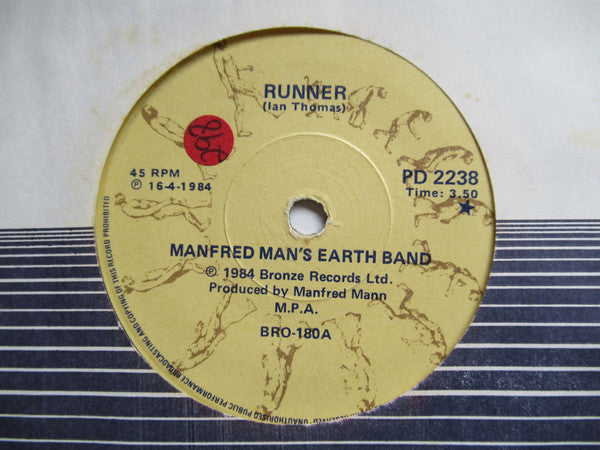 RUNNER
(Ian Thomas)
45 RPM
℗ 16-4-1984
PD 2238
Time: 3.50
MANFRED MAN'S EARTH BAND
℗ 1984 Bronze Records Ltd.
Produced by Manfred Mann
M.P.A.
BRO-180A
UNAUTHORISED PUBLIC PERFORMANCE BROADCASTING AND COPYING OF THIS RECORD PROHIBITED